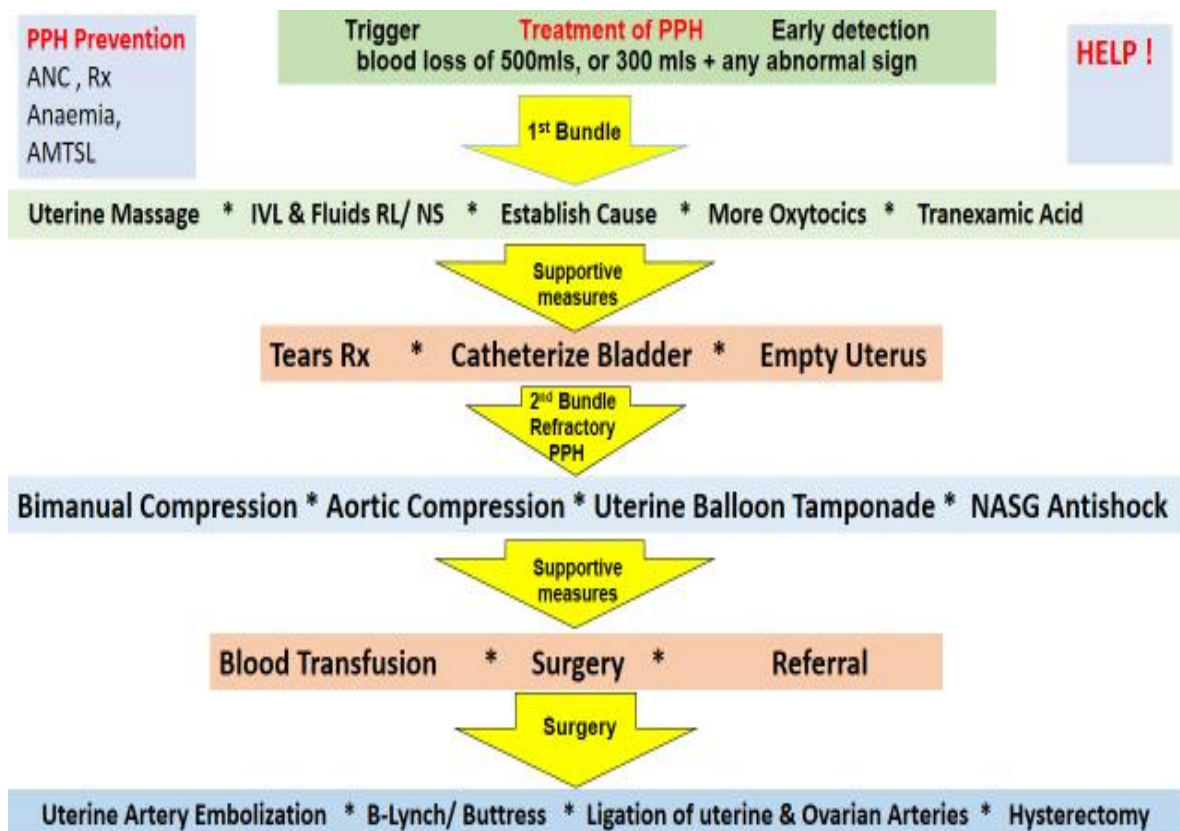 PPH Prevention
ANC , Rx
Anaemia,
AMTSL
Trigger Treatment of PPH Early detection
blood loss of 500mls, or 300 mls + any abnormal sign
HELP !
1st Bundle
Uterine Massage * IVL & Fluids RL/ NS * Establish Cause * More Oxytocics * Tranexamic Acid
Supportive
measures
Tears Rx * Catheterize Bladder * Empty Uterus
2nd Bundle
Refractory
PPH
Bimanual Compression * Aortic Compression * Uterine Balloon Tamponade * NASG Antishock
Supportive
measures
Blood Transfusion * Surgery * Referral
Surgery
Uterine Artery Embolization * B-Lynch/ Buttress * Ligation of uterine & Ovarian Arteries * Hysterectomy